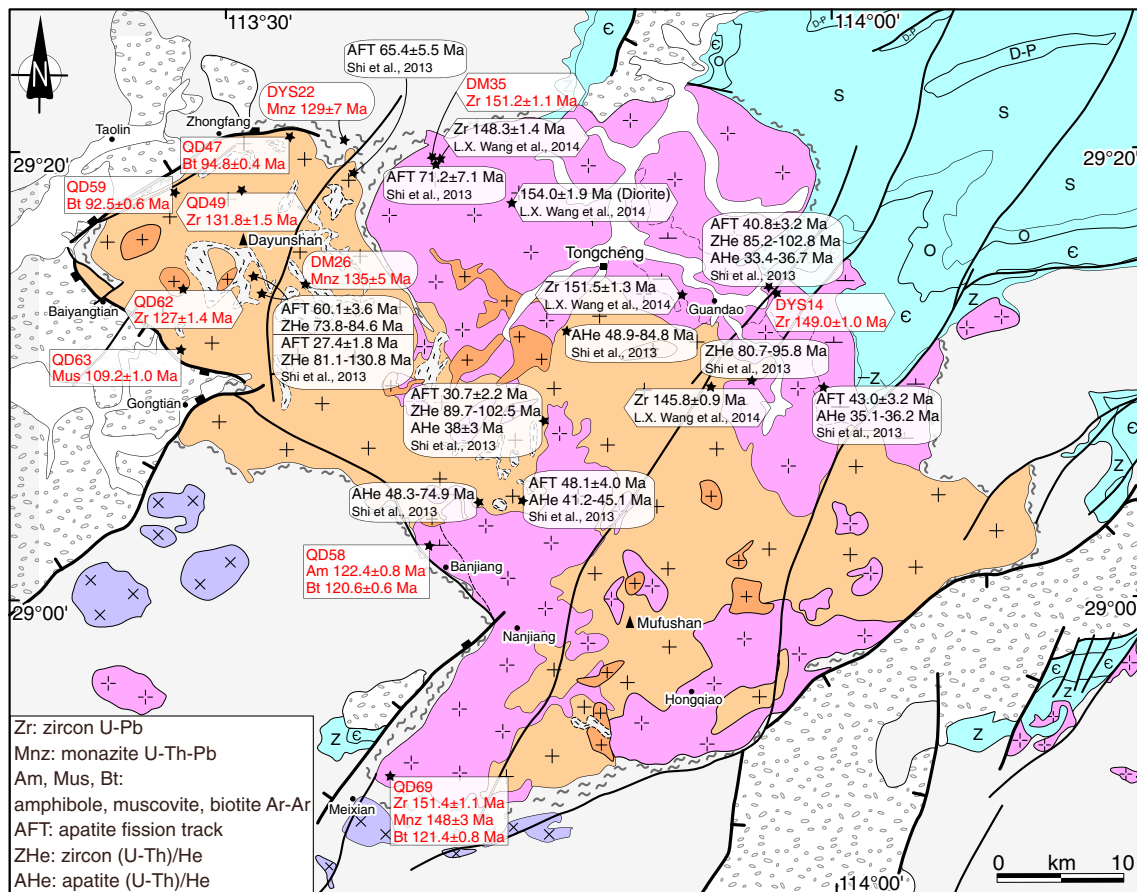 113°30'
114°00'
AFT 65.4±5.5 Ma
Shi et al., 2013
DYS22
Mnz 129±7 Ma
DM35
Zr 151.2±1.1 Ma
Є
O
D-P
D-P
D-P
S
S
S
N
Taolin
Zhongfang
29°20'
29°20'
QD47
Bt 94.8±0.4 Ma
Zr 148.3±1.4 Ma
L.X. Wang et al., 2014
QD59
Bt 92.5±0.6 Ma
QD49
Zr 131.8±1.5 Ma
AFT 71.2±7.1 Ma
Shi et al., 2013
154.0±1.9 Ma (Diorite)
L.X. Wang et al., 2014
AFT 40.8±3.2 Ma
ZHe 85.2-102.8 Ma
AHe 33.4-36.7 Ma
Shi et al., 2013
O
O
Є
Dayunshan
Tongcheng
DM26
Mnz 135±5 Ma
Zr 151.5±1.3 Ma
L.X. Wang et al., 2014
Guandao
DYS14
Zr 149.0±1.0 Ma
Z
Є
Baiyangtian
QD62
Zr 127±1.4 Ma
AFT 60.1±3.6 Ma
ZHe 73.8-84.6 Ma
AFT 27.4±1.8 Ma
ZHe 81.1-130.8 Ma
Shi et al., 2013
AHe 48.9-84.8 Ma
Shi et al., 2013
ZHe 80.7-95.8 Ma
Shi et al., 2013
QD63
Mus 109.2±1.0 Ma
Z
Gongtian
AFT 30.7±2.2 Ma
ZHe 89.7-102.5 Ma
AHe 38±3 Ma
Shi et al., 2013
Zr 145.8±0.9 Ma
L.X. Wang et al., 2014
AFT 43.0±3.2 Ma
AHe 35.1-36.2 Ma
Shi et al., 2013
Є
Z
Є
AHe 48.3-74.9 Ma
Shi et al., 2013
AFT 48.1±4.0 Ma
AHe 41.2-45.1 Ma
Shi et al., 2013
QD58
Am 122.4±0.8 Ma
Bt 120.6±0.6 Ma
Banjiang
29°00'
29°00'
Nanjiang
Mufushan
Hongqiao
Є
Є
Z
Z
Z
Є
Meixian
QD69
Zr 151.4±1.1 Ma
Mnz 148±3 Ma
Bt 121.4±0.8 Ma
Zr: zircon U-Pb
Mnz: monazite U-Th-Pb
Am, Mus, Bt:
amphibole, muscovite, biotite Ar-Ar
AFT: apatite fission track
ZHe: zircon (U-Th)/He
AHe: apatite (U-Th)/He
0 km 10
114°00'